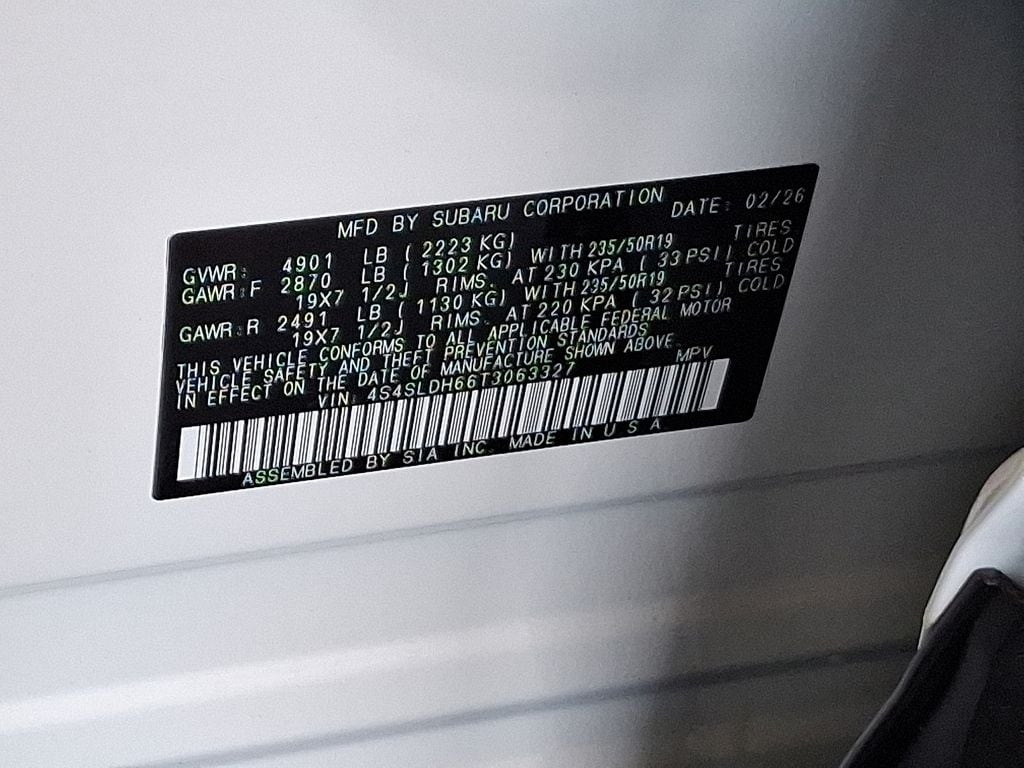 MFD BY SUBARU CORPORATION
DATE: 02/26
GVWR: 4901 LB ( 2223 KG)
GAWR:F 2870 LB ( 1302 KG) WITH 235/50R19 TIRES
19X7 1/2J RIMS. AT 230 KPA ( 33 PSI) COLD
GAWR:R 2491 LB ( 1130 KG) WITH 235/50R19 TIRES
19X7 1/2J RIMS. AT 220 KPA ( 32 PSI) COLD
THIS VEHICLE CONFORMS TO ALL APPLICABLE FEDERAL MOTOR
VEHICLE SAFETY AND THEFT PREVENTION STANDARDS
IN EFFECT ON THE DATE OF MANUFACTURE SHOWN ABOVE.
VIN: 4S4SLDH66T3063327 MPV
ASSEMBLED BY SIA INC. MADE IN U S A